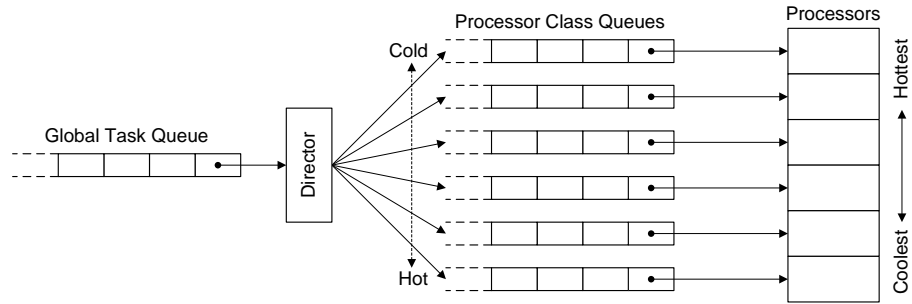 Processor Class Queues
Processors
Cold
Hottest
Global Task Queue
Director
Hot
Coolest